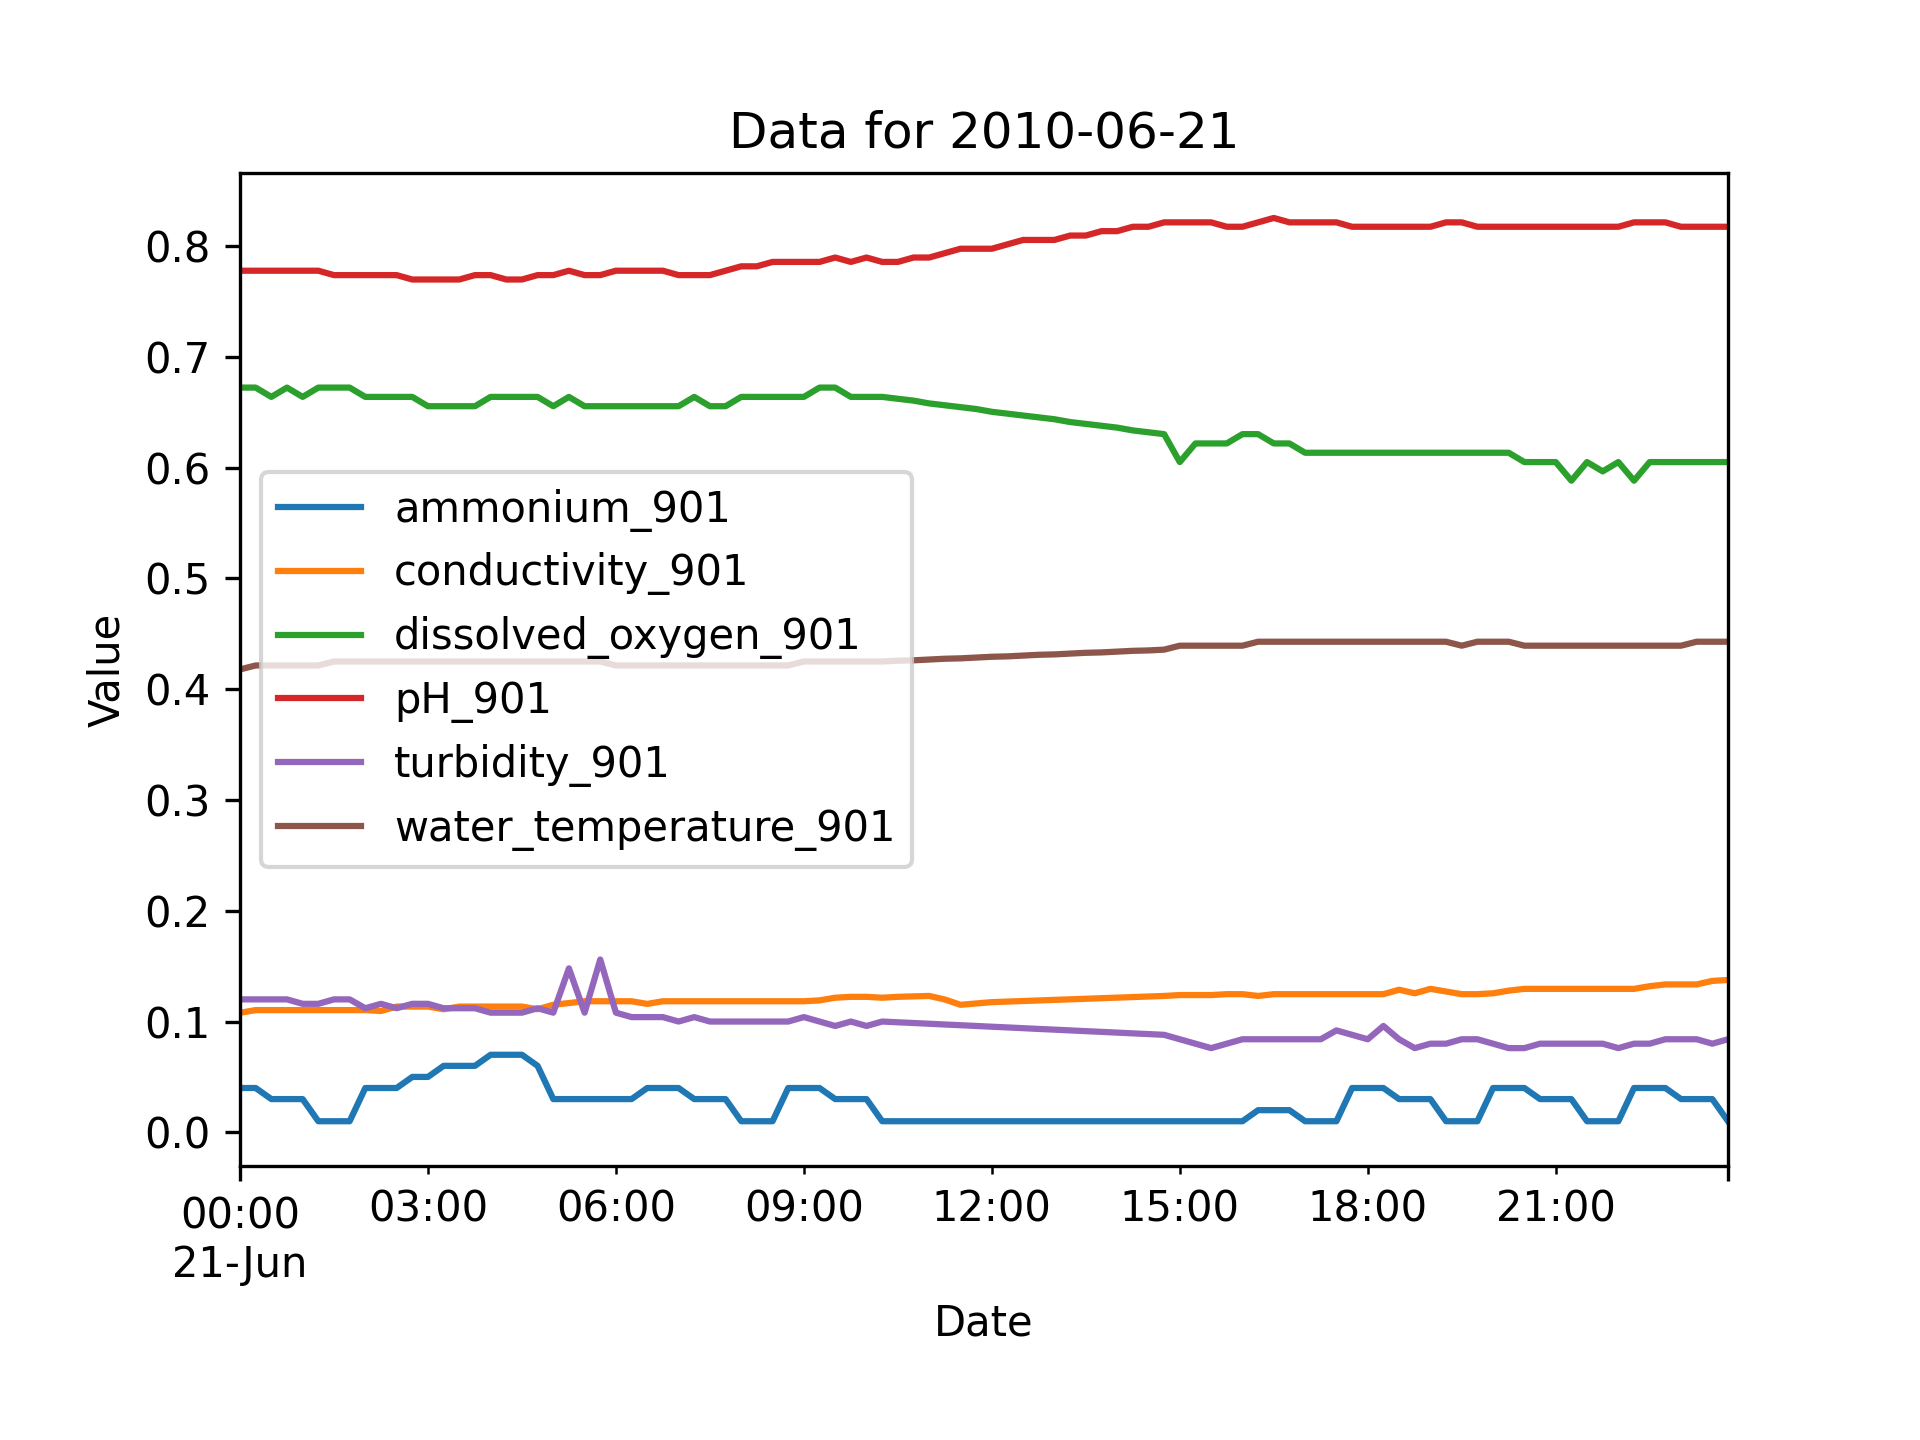 Data for 2010-06-21
Value
0.8
0.7
0.6
0.5
0.4
0.3
0.2
0.1
0.0
ammonium_901
conductivity_901
dissolved_oxygen_901
pH_901
turbidity_901
water_temperature_901
00:00 03:00 06:00 09:00 12:00 15:00 18:00 21:00
21-Jun
Date